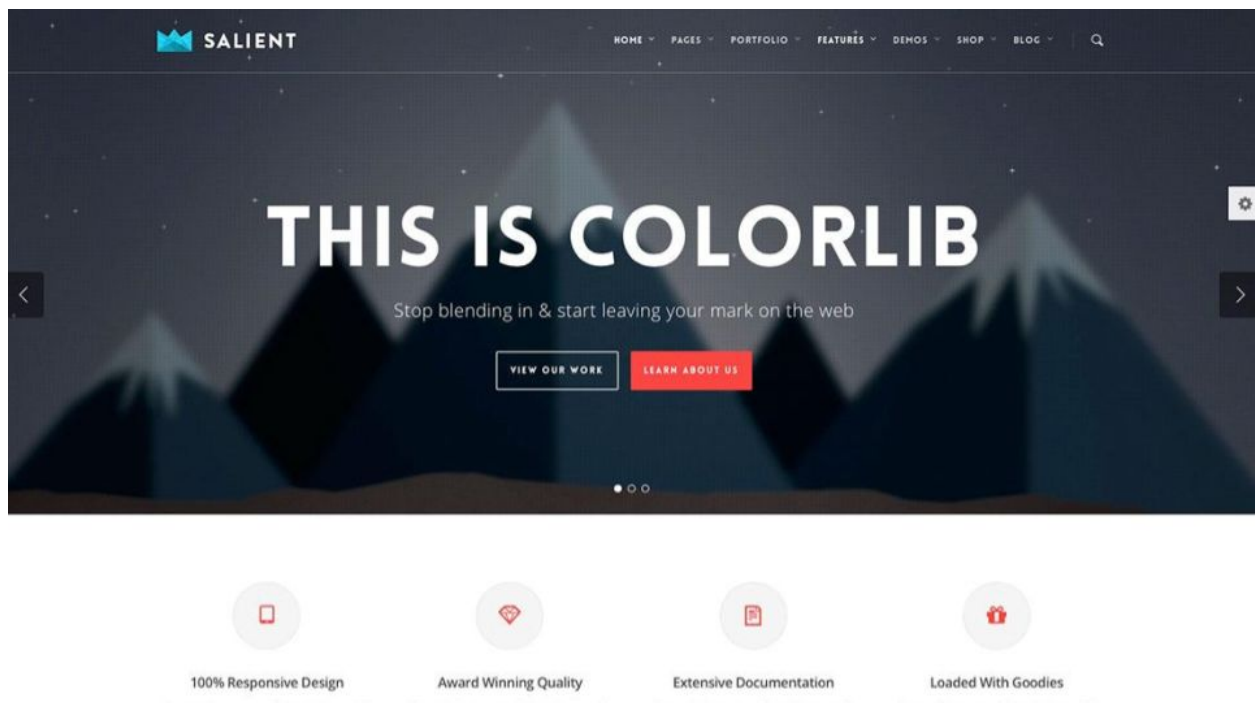 SALIENT
HOME PAGES PORTFOLIO FEATURES DEMOS SHOP BLOG
THIS IS COLORLIB
Stop blending in & start leaving your mark on the web
VIEW OUR WORK LEARN ABOUT US
100% Responsive Design Award Winning Quality Extensive Documentation Loaded With Goodies